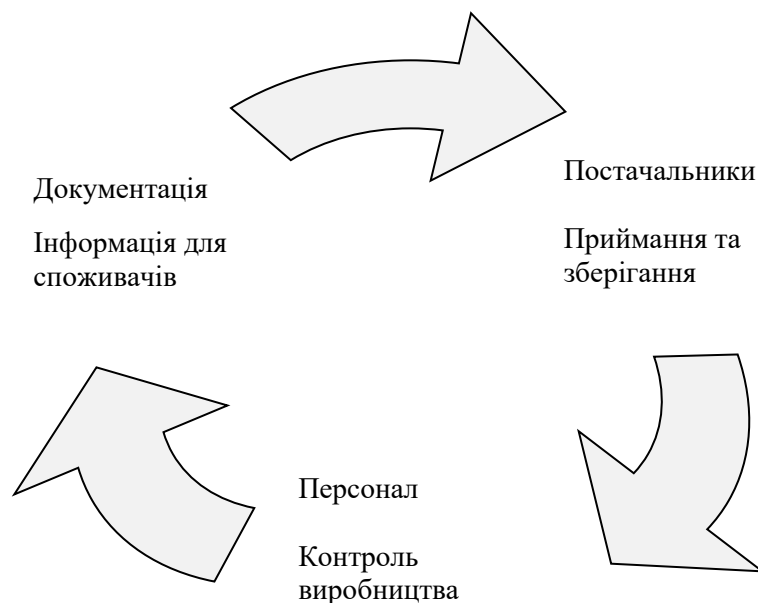 Документація
Інформація для
споживачів
Постачальники
Приймання та
зберігання
Персонал
Контроль
виробництва